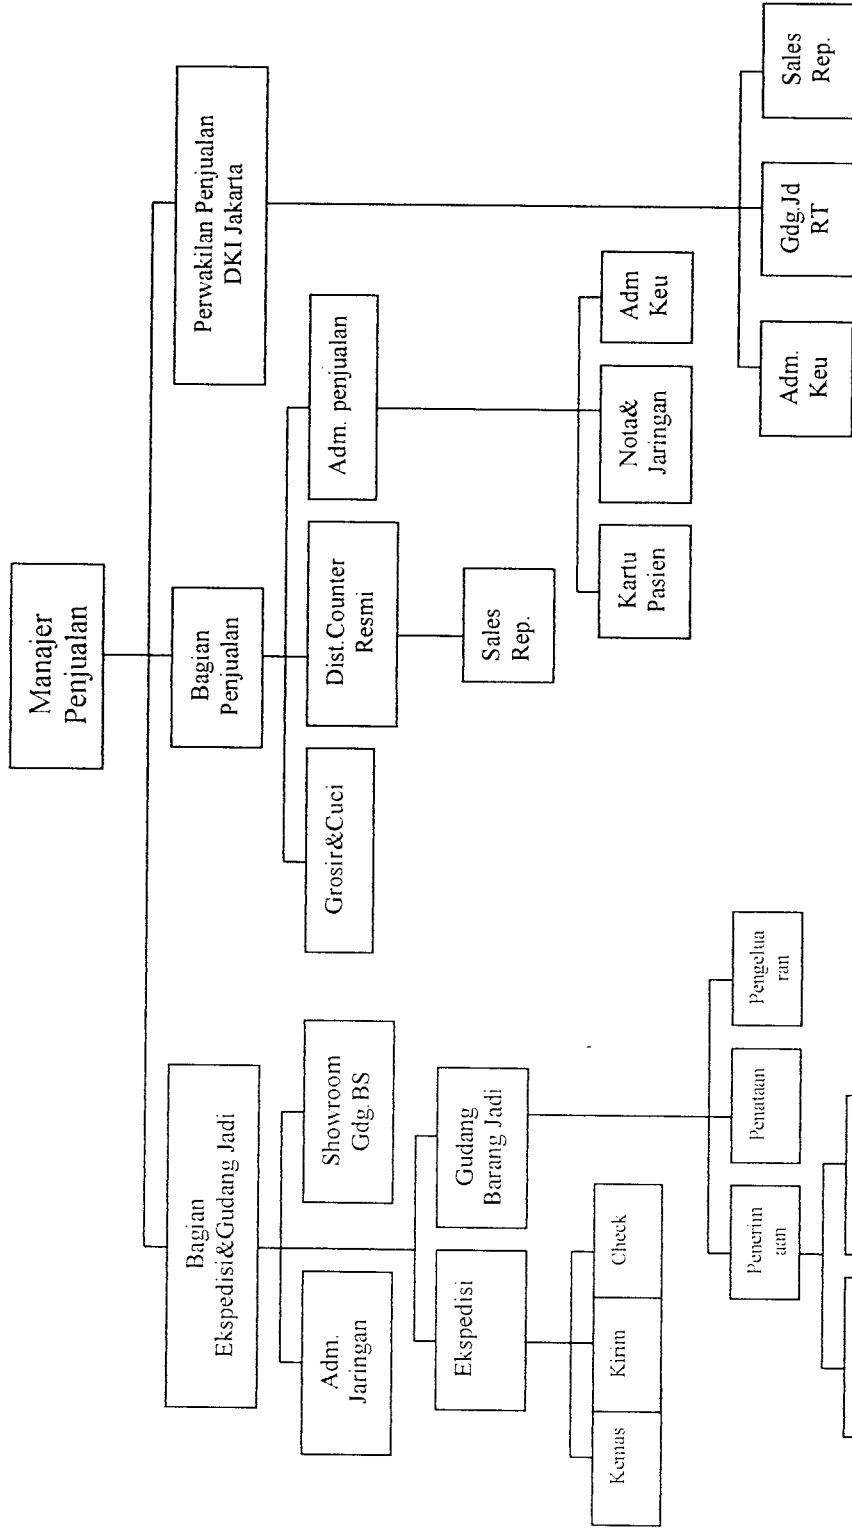 Manajer
Penjualan
Bagian
Ekspedisi&Gudang Jadi
Bagian
Penjualan
Perwakilan Penjualan
DKI Jakarta
Adm.
Jaringan
Showroom
Gdg.BS
Grosir&Cuci
Dist.Counter
Resmi
Adm. penjualan
Ekspedisi
Gudang
Barang Jadi
Sales
Rep.
Kemas
Kirim
Check
Kartu
Pasien
Nota&
Jaringan
Adm
Keu
Penerim
aan
Penataan
Pengelua
ran
Adm.
Keu
Gdg.Jd
RT
Sales
Rep.